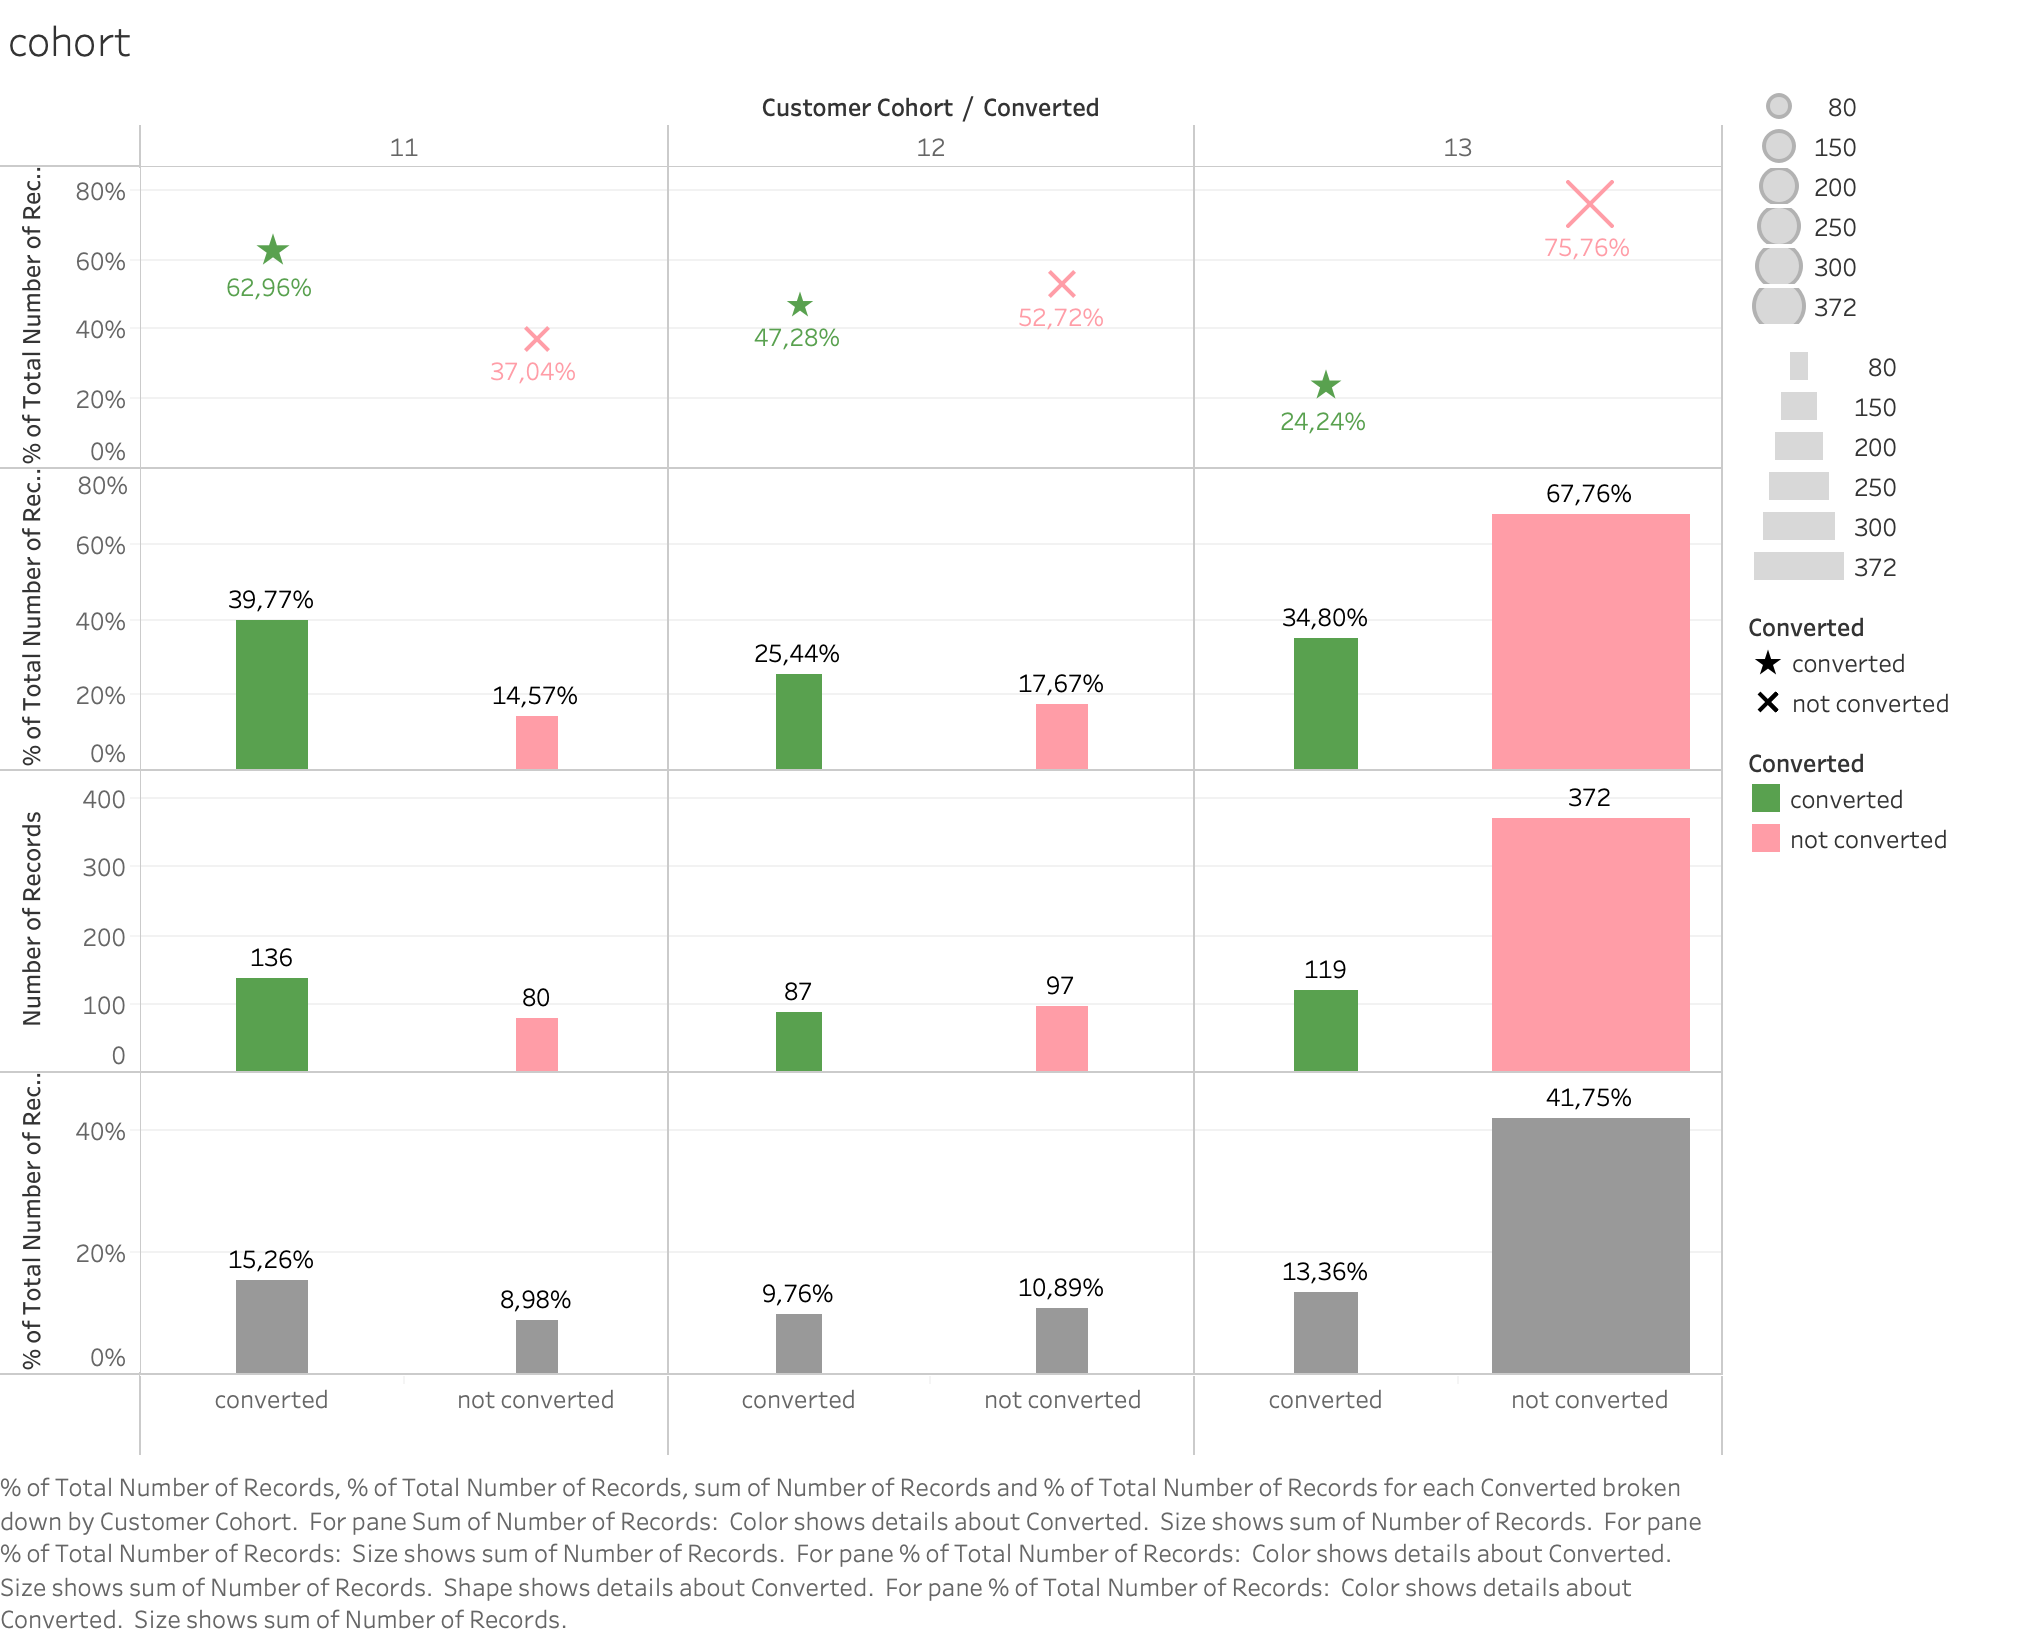 cohort
Customer Cohort / Converted
11 12 13
% of Total Number of Rec..
80%
60%
40%
20%
0%
62,96%
37,04%
47,28%
52,72%
24,24%
75,76%
% of Total Number of Rec..
80%
60%
40%
20%
0%
39,77%
14,57%
25,44%
17,67%
34,80%
67,76%
Number of Records
400
300
200
100
0
136
80
87
97
119
372
% of Total Number of Rec..
40%
20%
0%
15,26%
8,98%
9,76%
10,89%
13,36%
41,75%
converted not converted converted not converted converted not converted
80
150
200
250
300
372
80
150
200
250
300
372
Converted
converted
not converted
Converted
converted
not converted
% of Total Number of Records, % of Total Number of Records, sum of Number of Records and % of Total Number of Records for each Converted broken
down by Customer Cohort. For pane Sum of Number of Records: Color shows details about Converted. Size shows sum of Number of Records. For pane
% of Total Number of Records: Size shows sum of Number of Records. For pane % of Total Number of Records: Color shows details about Converted.
Size shows sum of Number of Records. Shape shows details about Converted. For pane % of Total Number of Records: Color shows details about
Converted. Size shows sum of Number of Records.